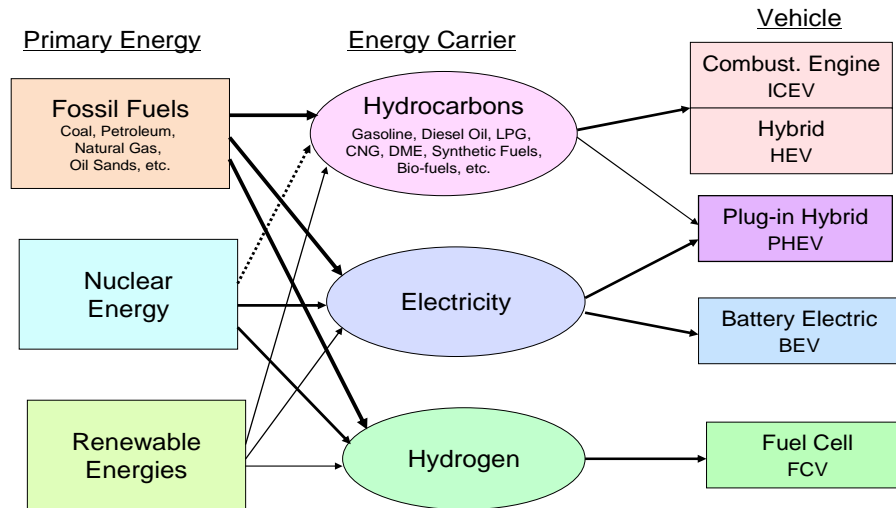 Primary Energy
Energy Carrier
Vehicle
Fossil Fuels
Coal, Petroleum,
Natural Gas,
Oil Sands, etc.
Nuclear
Energy
Renewable
Energies
Hydrocarbons
Gasoline, Diesel Oil, LPG,
CNG, DME, Synthetic Fuels,
Bio-fuels, etc.
Electricity
Hydrogen
Combust. Engine
ICEV
Hybrid
HEV
Plug-in Hybrid
PHEV
Battery Electric
BEV
Fuel Cell
FCV